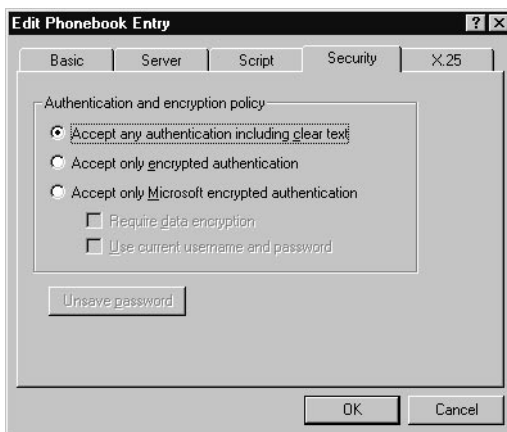 Edit Phonebook Entry
Basic Server Script Security X.25
Authentication and encryption policy
Accept any authentication including clear text
Accept only encrypted authentication
Accept only Microsoft encrypted authentication
Require data encryption
Use current username and password
Unsave password
OK Cancel